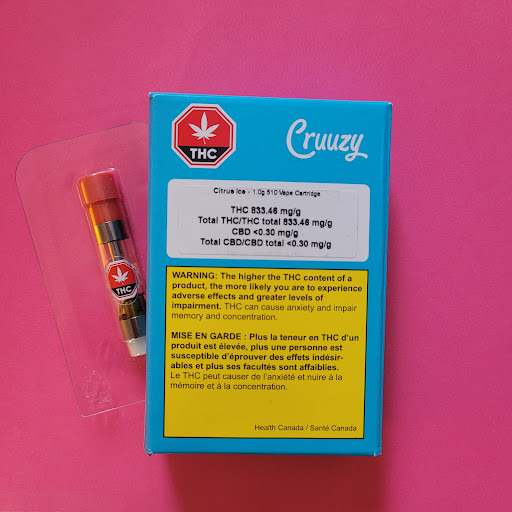 THC
Cruuzy
Citrus Ice - 1.0g 510 Vape Cartridge
THC 833.46 mg/g
Total THC/THC total 833.46 mg/g
CBD <0.30 mg/g
Total CBD/CBD total <0.30 mg/g
WARNING: The higher the THC content of a
product, the more likely you are to experience
adverse effects and greater levels of
impairment. THC can cause anxiety and impair
memory and concentration.
MISE EN GARDE : Plus la teneur en THC d'un
produit est élevée, plus une personne est
susceptible d'éprouver des effets indésir-
ables et plus ses facultés sont affaiblies.
Le THC peut causer de l'anxiété et nuire à la
mémoire et à la concentration.
Health Canada / Santé Canada
THC